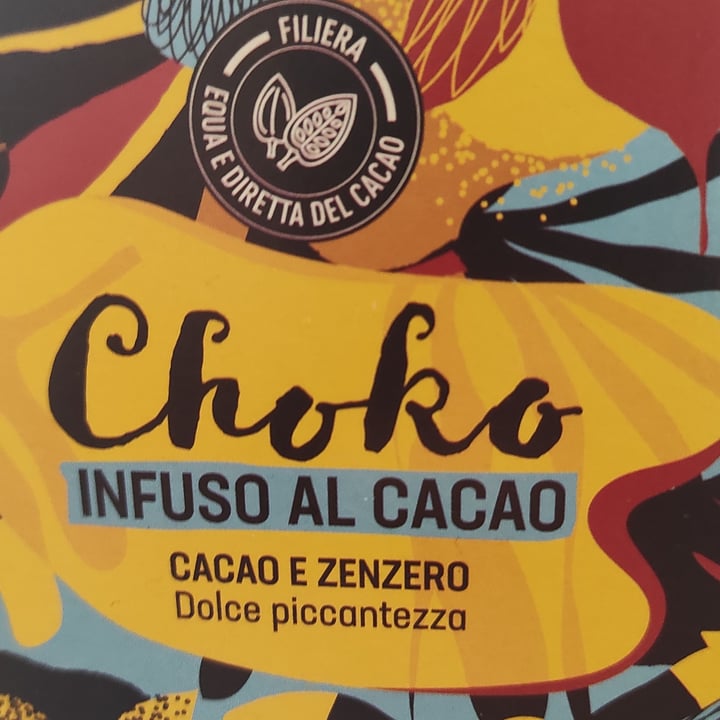 FILIERA
EQUA E DIRETTA DEL CACAO
Choko
INFUSO AL CACAO
CACAO E ZENZERO
Dolce piccantezza